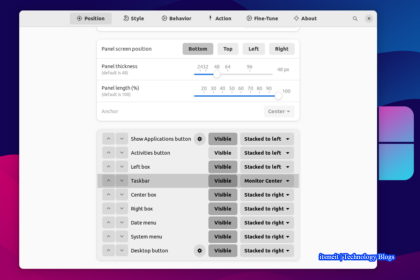 Position
Style
Behavior
Action
Fine-Tune
About
Panel screen position
Bottom
Top
Left
Right
Panel thickness
(default is 48)
2432 48 64 96
48 px
Panel length (%)
(default is 100)
20 30 40 50 60 70 80 90
100
Anchor
Center
Show Applications button
Visible
Stacked to left
Activities button
Visible
Stacked to left
Left box
Visible
Stacked to left
Taskbar
Visible
Monitor Center
Center box
Visible
Stacked to right
Right box
Visible
Stacked to right
Date menu
Visible
Stacked to right
System menu
Visible
Stacked to right
Desktop button
Visible
Stacked to right